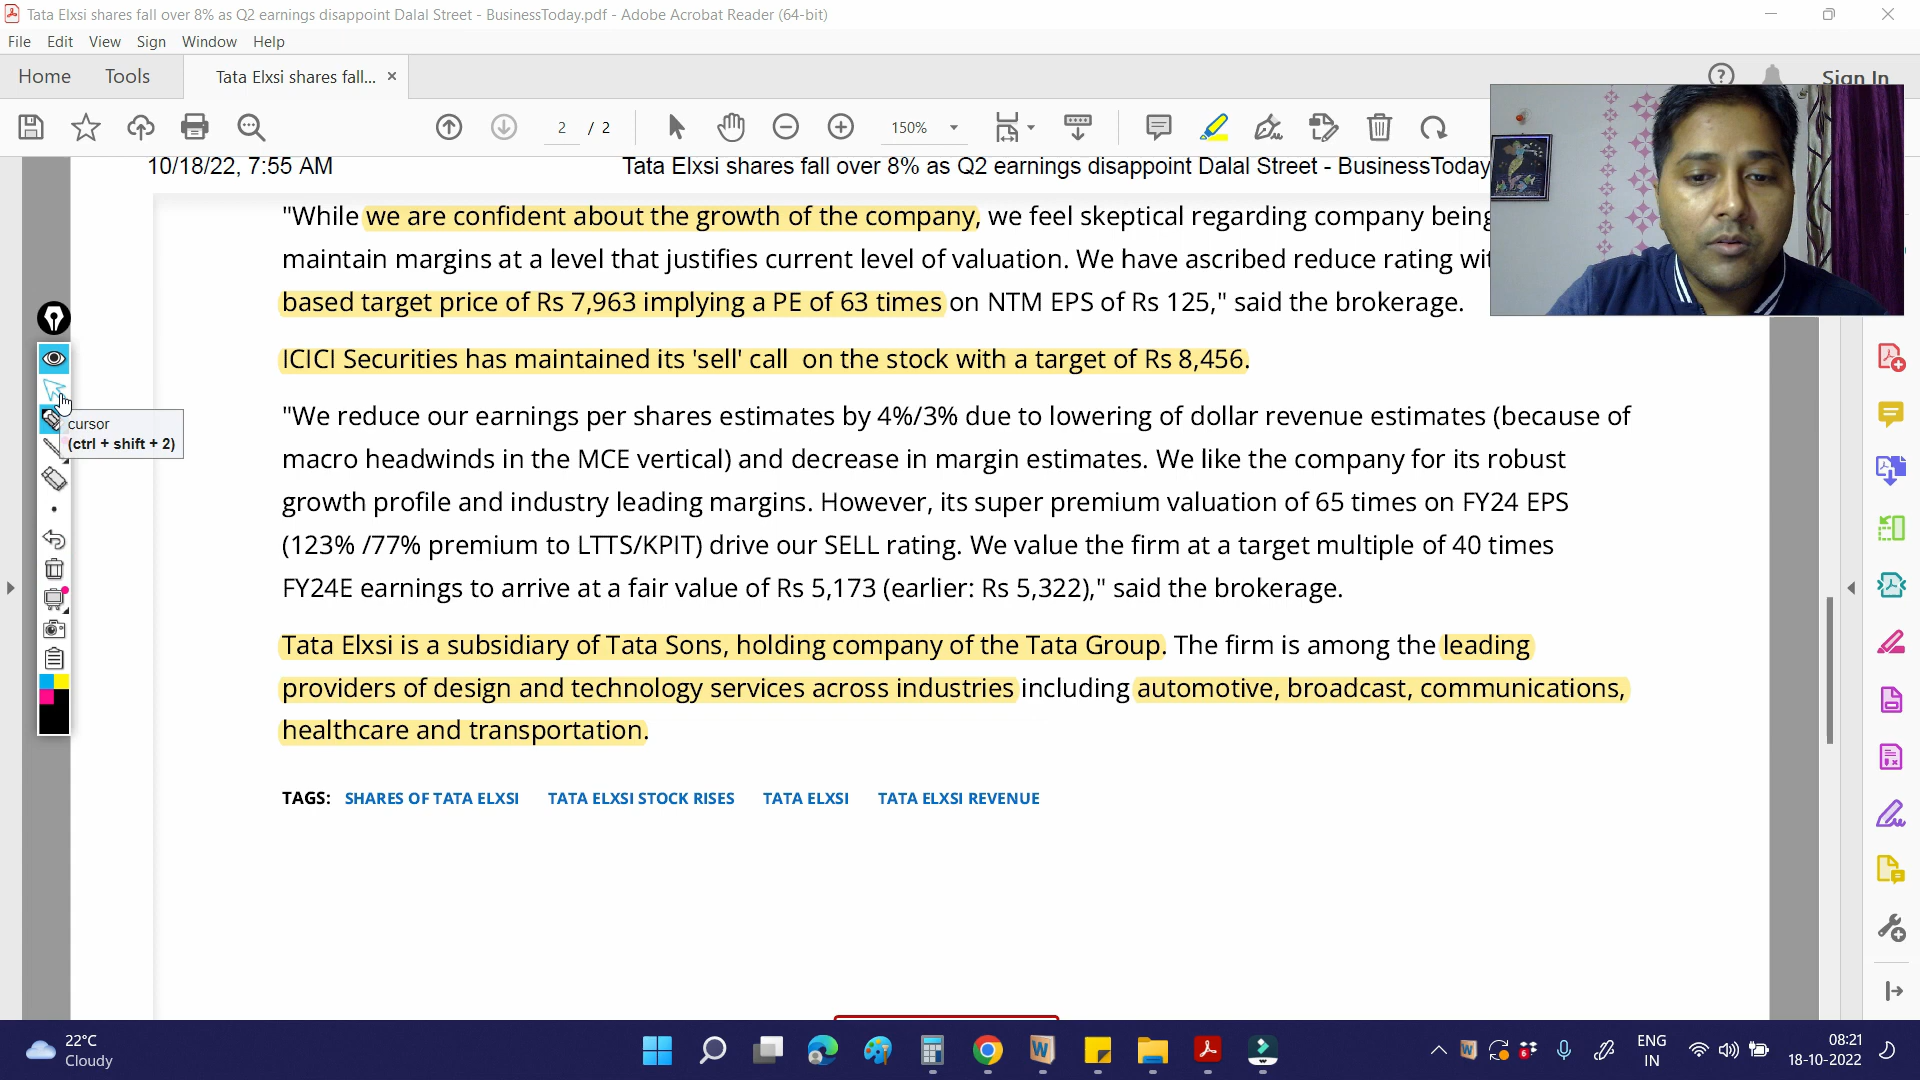 Tata Elxsi shares fall over 8% as Q2 earnings disappoint Dalal Street - BusinessToday.pdf - Adobe Acrobat Reader (64-bit)
File Edit View Sign Window Help
Home Tools Tata Elxsi shares fall... × Sign In
2 / 2 150%
10/18/22, 7:55 AM Tata Elxsi shares fall over 8% as Q2 earnings disappoint Dalal Street - BusinessToday
"While we are confident about the growth of the company, we feel skeptical regarding company being
maintain margins at a level that justifies current level of valuation. We have ascribed reduce rating wit
based target price of Rs 7,963 implying a PE of 63 times on NTM EPS of Rs 125," said the brokerage.
ICICI Securities has maintained its 'sell' call on the stock with a target of Rs 8,456.
cursor
(ctrl + shift + 2)
"We reduce our earnings per shares estimates by 4%/3% due to lowering of dollar revenue estimates (because of
macro headwinds in the MCE vertical) and decrease in margin estimates. We like the company for its robust
growth profile and industry leading margins. However, its super premium valuation of 65 times on FY24 EPS
(123% /77% premium to LTTS/KPIT) drive our SELL rating. We value the firm at a target multiple of 40 times
FY24E earnings to arrive at a fair value of Rs 5,173 (earlier: Rs 5,322)," said the brokerage.
Tata Elxsi is a subsidiary of Tata Sons, holding company of the Tata Group. The firm is among the leading
providers of design and technology services across industries including automotive, broadcast, communications,
healthcare and transportation.
TAGS: SHARES OF TATA ELXSI TATA ELXSI STOCK RISES TATA ELXSI TATA ELXSI REVENUE
22°C
Cloudy
ENG
IN
08:21
18-10-2022